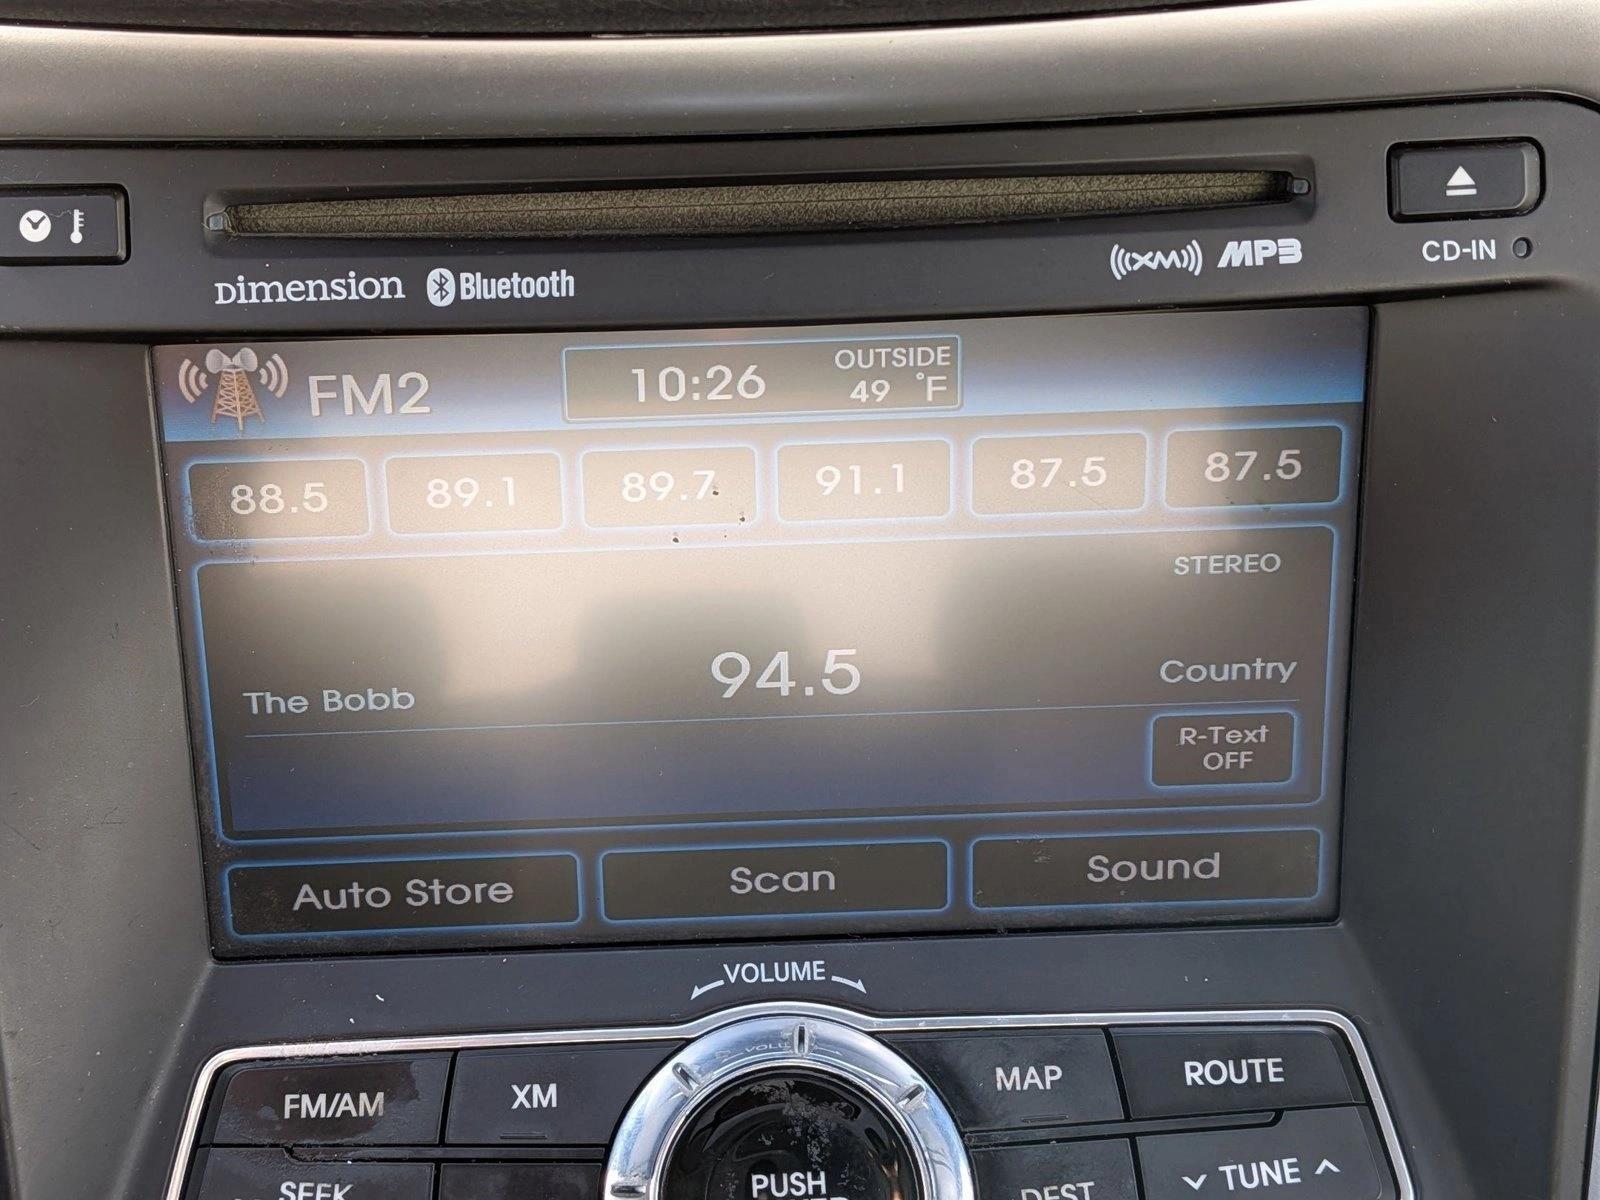 Dimension Bluetooth
XM MP3
CD-IN
FM2
10:26
OUTSIDE
49 °F
88.5 89.1 89.7 91.1 87.5 87.5
STEREO
The Bobb 94.5 Country
R-Text
OFF
Auto Store Scan Sound
VOLUME
FM/AM XM MAP ROUTE
SEEK PUSH DEST TUNE